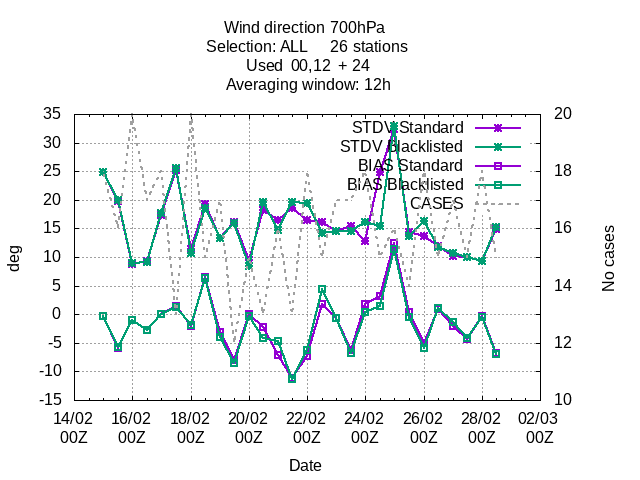 Wind direction 700hPa
Selection: ALL 26 stations
Used 00,12 + 24
Averaging window: 12h
STDV Standard
STDV Blacklisted
BIAS Standard
BIAS Blacklisted
CASES
35
30
25
20
15
10
5
0
-5
-10
-15
deg
20
18
16
14
12
10
No cases
14/02 16/02 18/02 20/02 22/02 24/02 26/02 28/02 02/03
00Z 00Z 00Z 00Z 00Z 00Z 00Z 00Z 00Z
Date